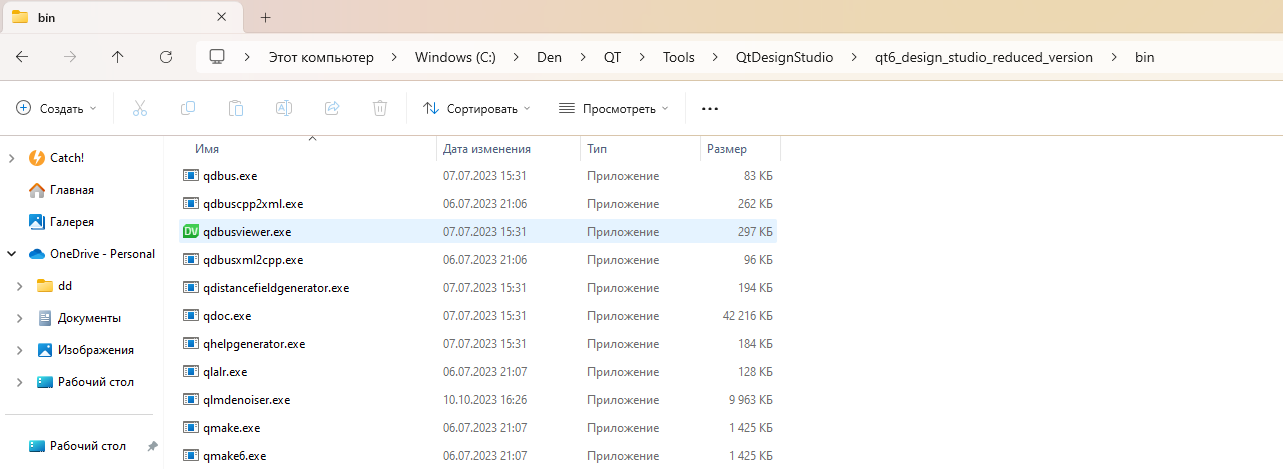 bin
Этот компьютер Windows (C:) Den QT Tools QtDesignStudio qt6_design_studio_reduced_version bin
Создать Сортировать Просмотреть
Имя Дата изменения Тип Размер
Catch!
Главная
Галерея
OneDrive - Personal
dd
Документы
Изображения
Рабочий стол
Рабочий стол
qdbus.exe 07.07.2023 15:31 Приложение 83 КБ
qdbuscpp2xml.exe 06.07.2023 21:06 Приложение 262 КБ
DV qdbusviewer.exe 07.07.2023 15:31 Приложение 297 КБ
qdbusxml2cpp.exe 06.07.2023 21:06 Приложение 96 КБ
qdistancefieldgenerator.exe 07.07.2023 15:31 Приложение 194 КБ
qdoc.exe 07.07.2023 15:31 Приложение 42 216 КБ
qhelpgenerator.exe 07.07.2023 15:31 Приложение 184 КБ
qlalr.exe 06.07.2023 21:07 Приложение 128 КБ
qlmdenoiser.exe 10.10.2023 16:26 Приложение 9 963 КБ
qmake.exe 06.07.2023 21:07 Приложение 1 425 КБ
qmake6.exe 06.07.2023 21:07 Приложение 1 425 КБ